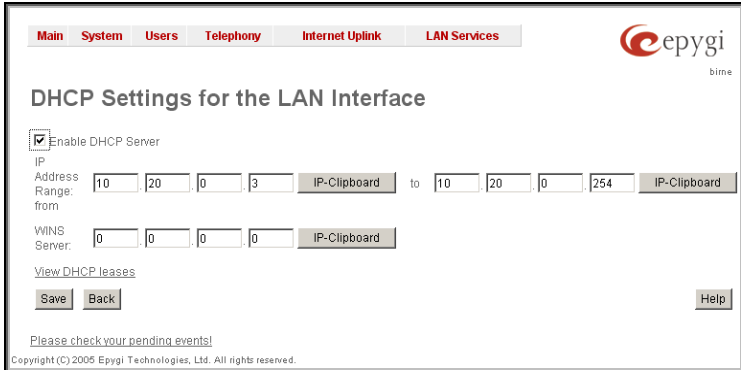 Main System Users Telephony Internet Uplink LAN Services
epygi
birne
DHCP Settings for the LAN Interface
Enable DHCP Server
IP Address Range: from 10 . 20 . 0 . 3 IP-Clipboard to 10 . 20 . 0 . 254 IP-Clipboard
WINS Server: 0 . 0 . 0 . 0 IP-Clipboard
View DHCP leases
Save Back Help
Please check your pending events!
Copyright (C) 2005 Epygi Technologies, Ltd. All rights reserved.